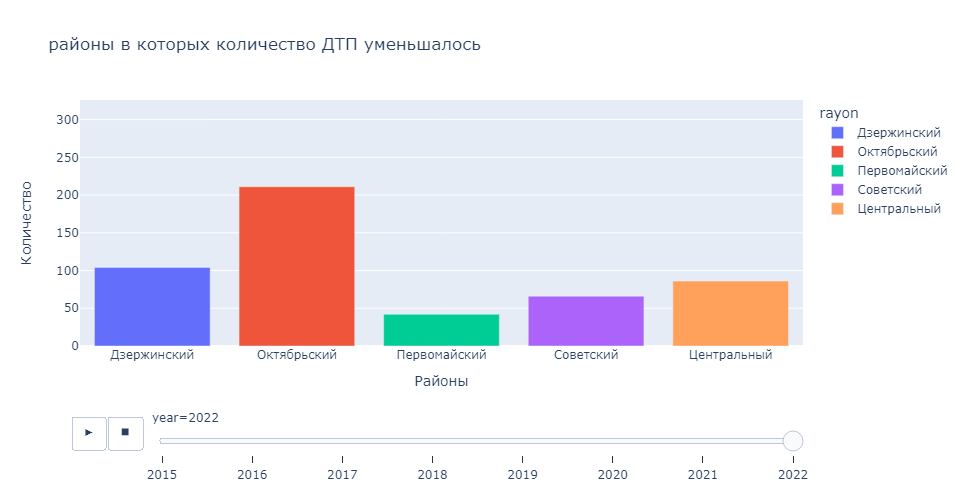 районы в которых количество ДТП уменьшалось
Количество
300
250
200
150
100
50
0
Дзержинский Октябрьский Первомайский Советский Центральный
Районы
rayon
Дзержинский
Октябрьский
Первомайский
Советский
Центральный
year=2022
2015 2016 2017 2018 2019 2020 2021 2022